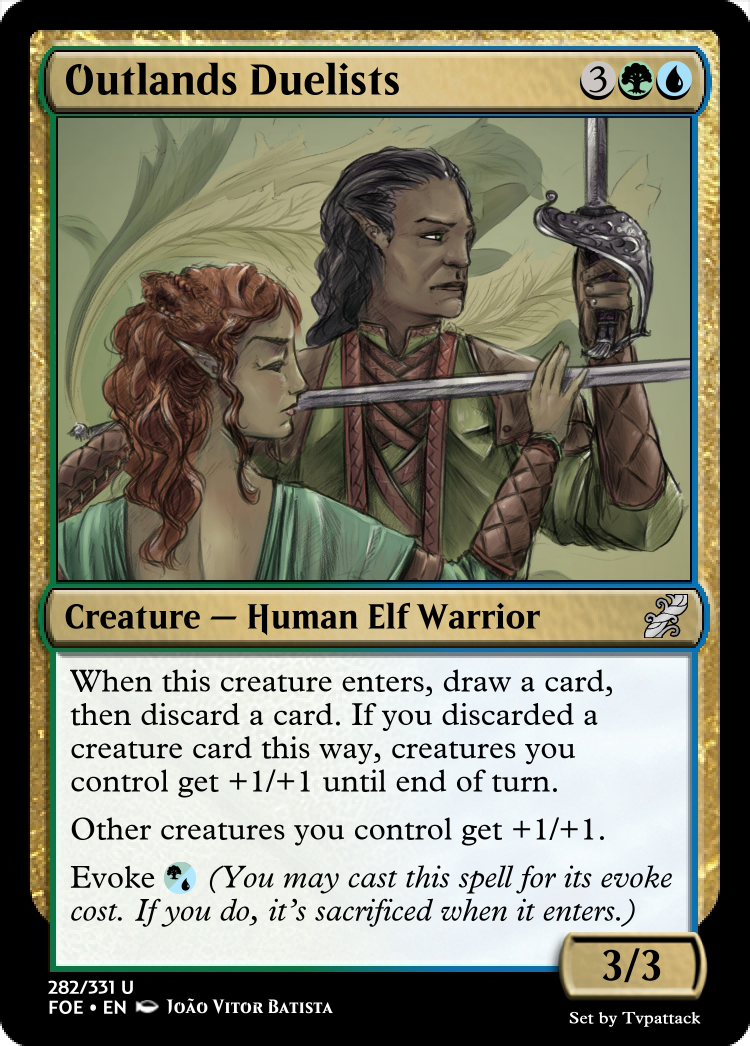 Outlands Duelists 3
Creature — Human Elf Warrior
When this creature enters, draw a card,
then discard a card. If you discarded a
creature card this way, creatures you
control get +1/+1 until end of turn.
Other creatures you control get +1/+1.
Evoke (You may cast this spell for its evoke
cost. If you do, it's sacrificed when it enters.)
3/3
282/331 U
FOE • EN João Vitor Batista
Set by Tvpattack